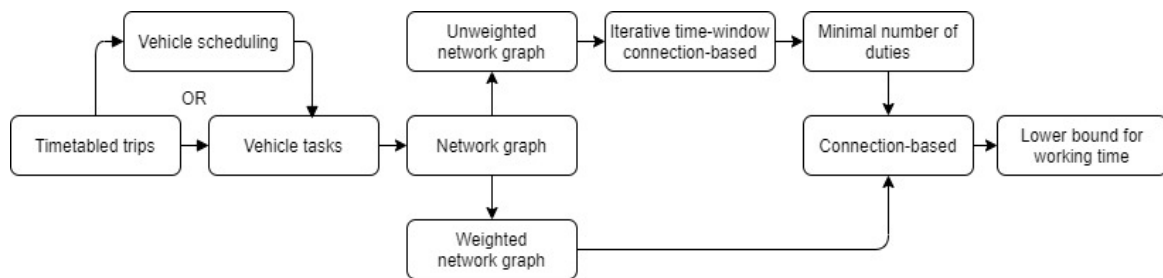 Vehicle scheduling
OR
Timetabled trips
Vehicle tasks
Network graph
Unweighted
network graph
Iterative time-window
connection-based
Minimal number of
duties
Connection-based
Lower bound for
working time
Weighted
network graph